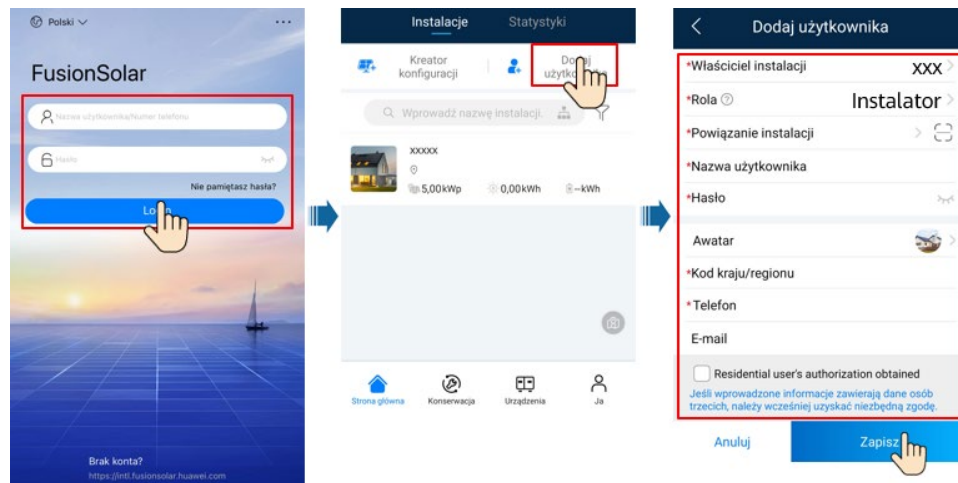 Polski
...
FusionSolar
Nazwa użytkownika/Numer telefonu
Hasło
Nie pamiętasz hasła?
Brak konta?
https://intl.fusionsolar.huawei.com
Instalacje Statystyki
Kreator
konfiguracji
Wprowadź nazwę instalacji.
xxxxx
5,00kWp 0,00kWh --kWh
Strona główna Konserwacja Urządzenia Ja
Dodaj użytkownika
*Właściciel instalacji xxx
*Rola Instalator
*Powiązanie instalacji
*Nazwa użytkownika
*Hasło
Awatar
*Kod kraju/regionu
*Telefon
E-mail
Residential user's authorization obtained
Jeśli wprowadzone informacje zawierają dane osób
trzecich, należy wcześniej uzyskać niezbędną zgodę.
Anuluj Zapisz